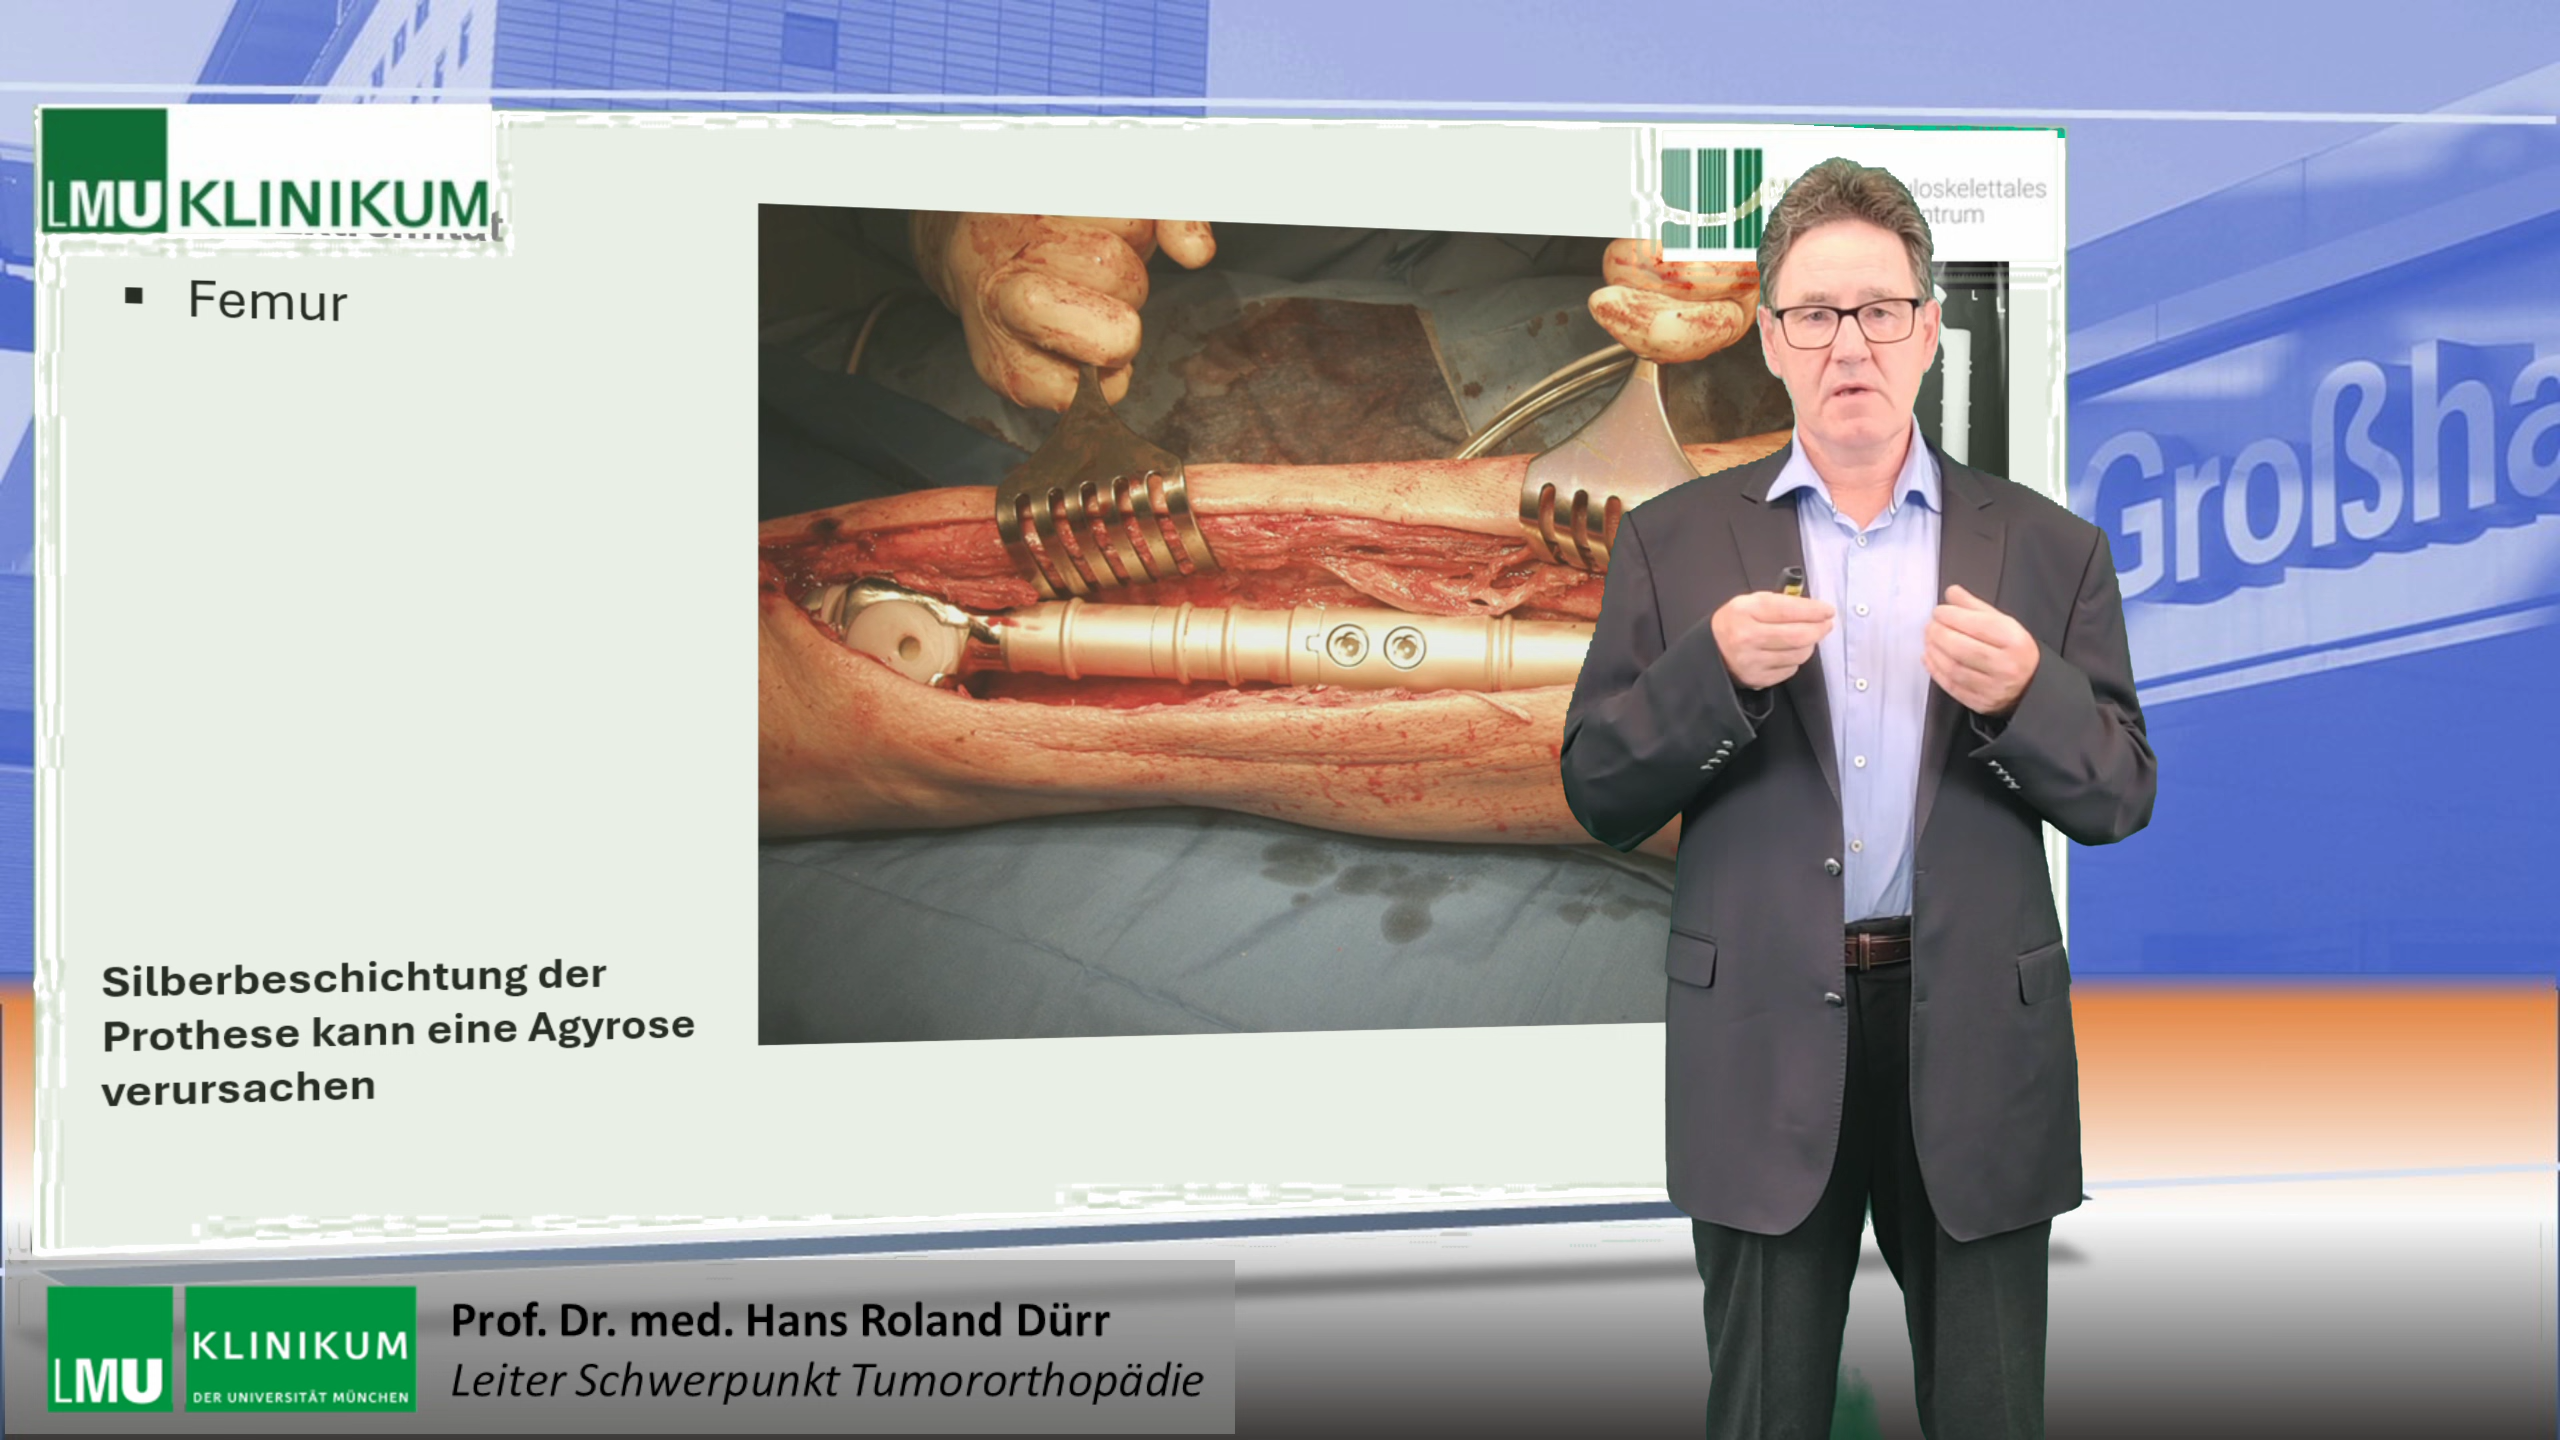 LMU KLINIKUM
▪ Femur
Silberbeschichtung der
Prothese kann eine Agyrose
verursachen
Großha
LMU KLINIKUM
DER UNIVERSITÄT MÜNCHEN
Prof. Dr. med. Hans Roland Dürr
Leiter Schwerpunkt Tumororthopädie